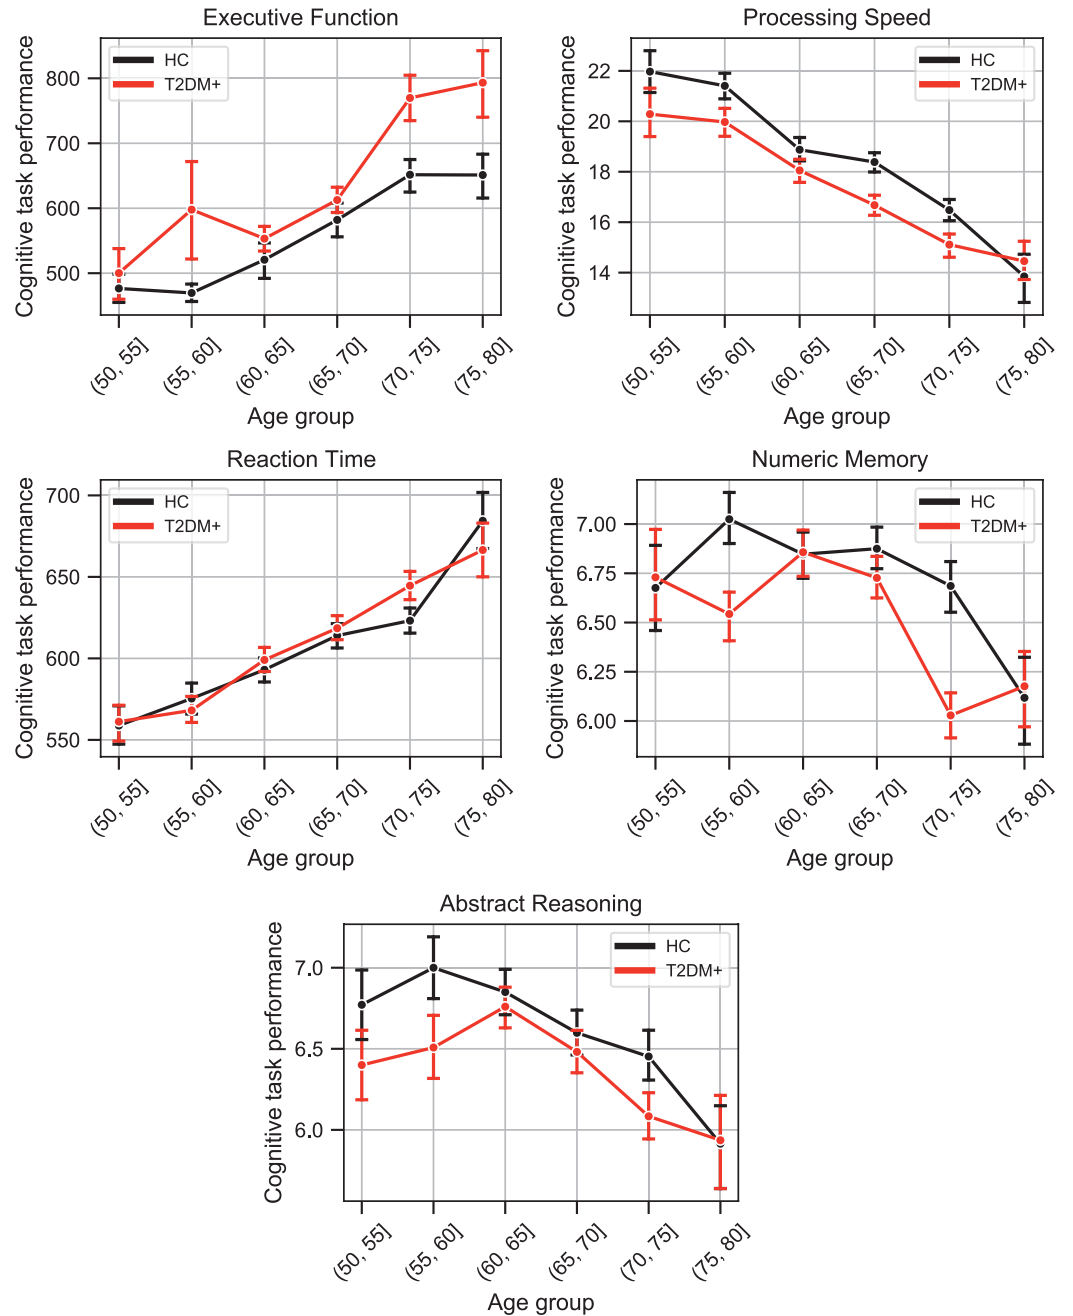 Executive Function
Cognitive task performance
HC
T2DM+
800
700
600
500
(50, 55]
(55, 60]
(60, 65]
(65, 70]
(70, 75]
(75, 80]
Age group
Processing Speed
Cognitive task performance
HC
T2DM+
22
20
18
16
14
(50, 55]
(55, 60]
(60, 65]
(65, 70]
(70, 75]
(75, 80]
Age group
Reaction Time
Cognitive task performance
HC
T2DM+
700
650
600
550
(50, 55]
(55, 60]
(60, 65]
(65, 70]
(70, 75]
(75, 80]
Age group
Numeric Memory
Cognitive task performance
HC
T2DM+
7.00
6.75
6.50
6.25
6.00
(50, 55]
(55, 60]
(60, 65]
(65, 70]
(70, 75]
(75, 80]
Age group
Abstract Reasoning
Cognitive task performance
HC
T2DM+
7.0
6.5
6.0
(50, 55]
(55, 60]
(60, 65]
(65, 70]
(70, 75]
(75, 80]
Age group